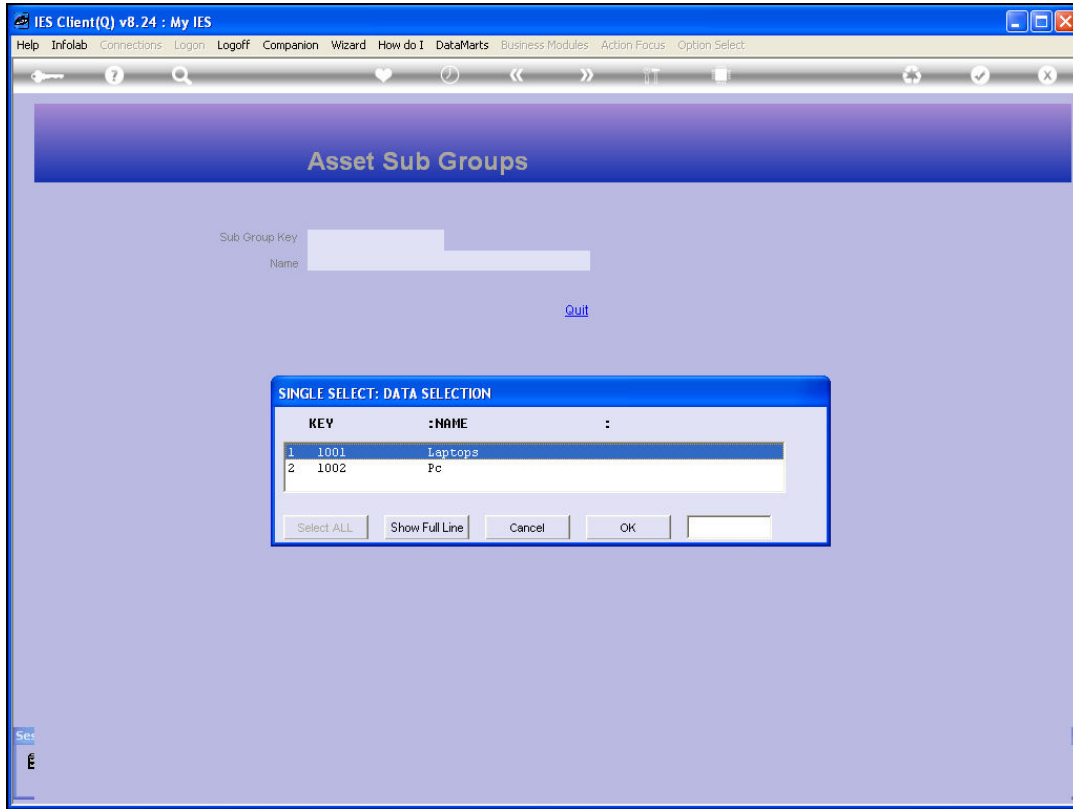 IES Client(Q) v8.24 : My IES
Help Infolab Connections Logon Logoff Companion Wizard How do I DataMarts Business Modules Action Focus Option Select
Asset Sub Groups
Sub Group Key
Name
Quit
SINGLE SELECT: DATA SELECTION
KEY :NAME :
1 1001 Laptops
2 1002 Pc
Select ALL Show Full Line Cancel OK
Ses